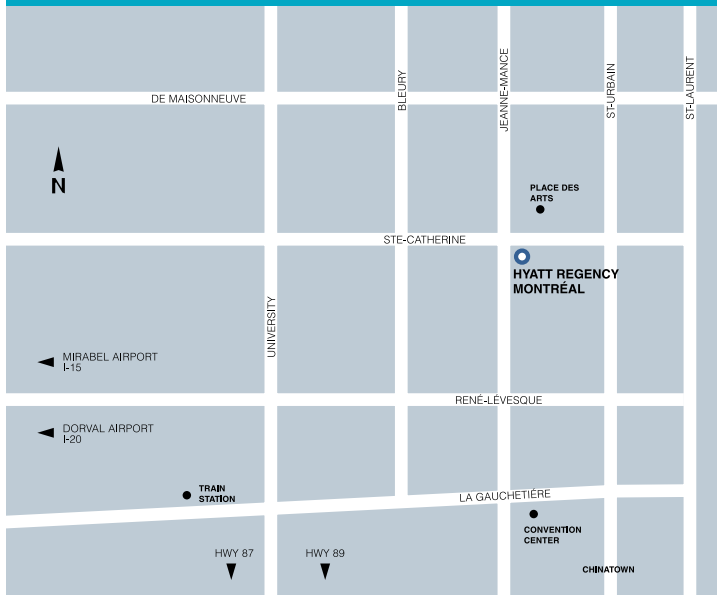 BLEURY
JEANNE-MANCE
ST-URBAIN
ST-LAURENT
DE MAISONNEUVE
N
PLACE DES
ARTS
STE-CATHERINE
HYATT REGENCY
MONTRÉAL
UNIVERSITY
MIRABEL AIRPORT
I-15
RENÉ-LÉVESQUE
DORVAL AIRPORT
I-20
TRAIN
STATION
LA GAUCHETIÈRE
CONVENTION
CENTER
HWY 87
HWY 89
CHINATOWN